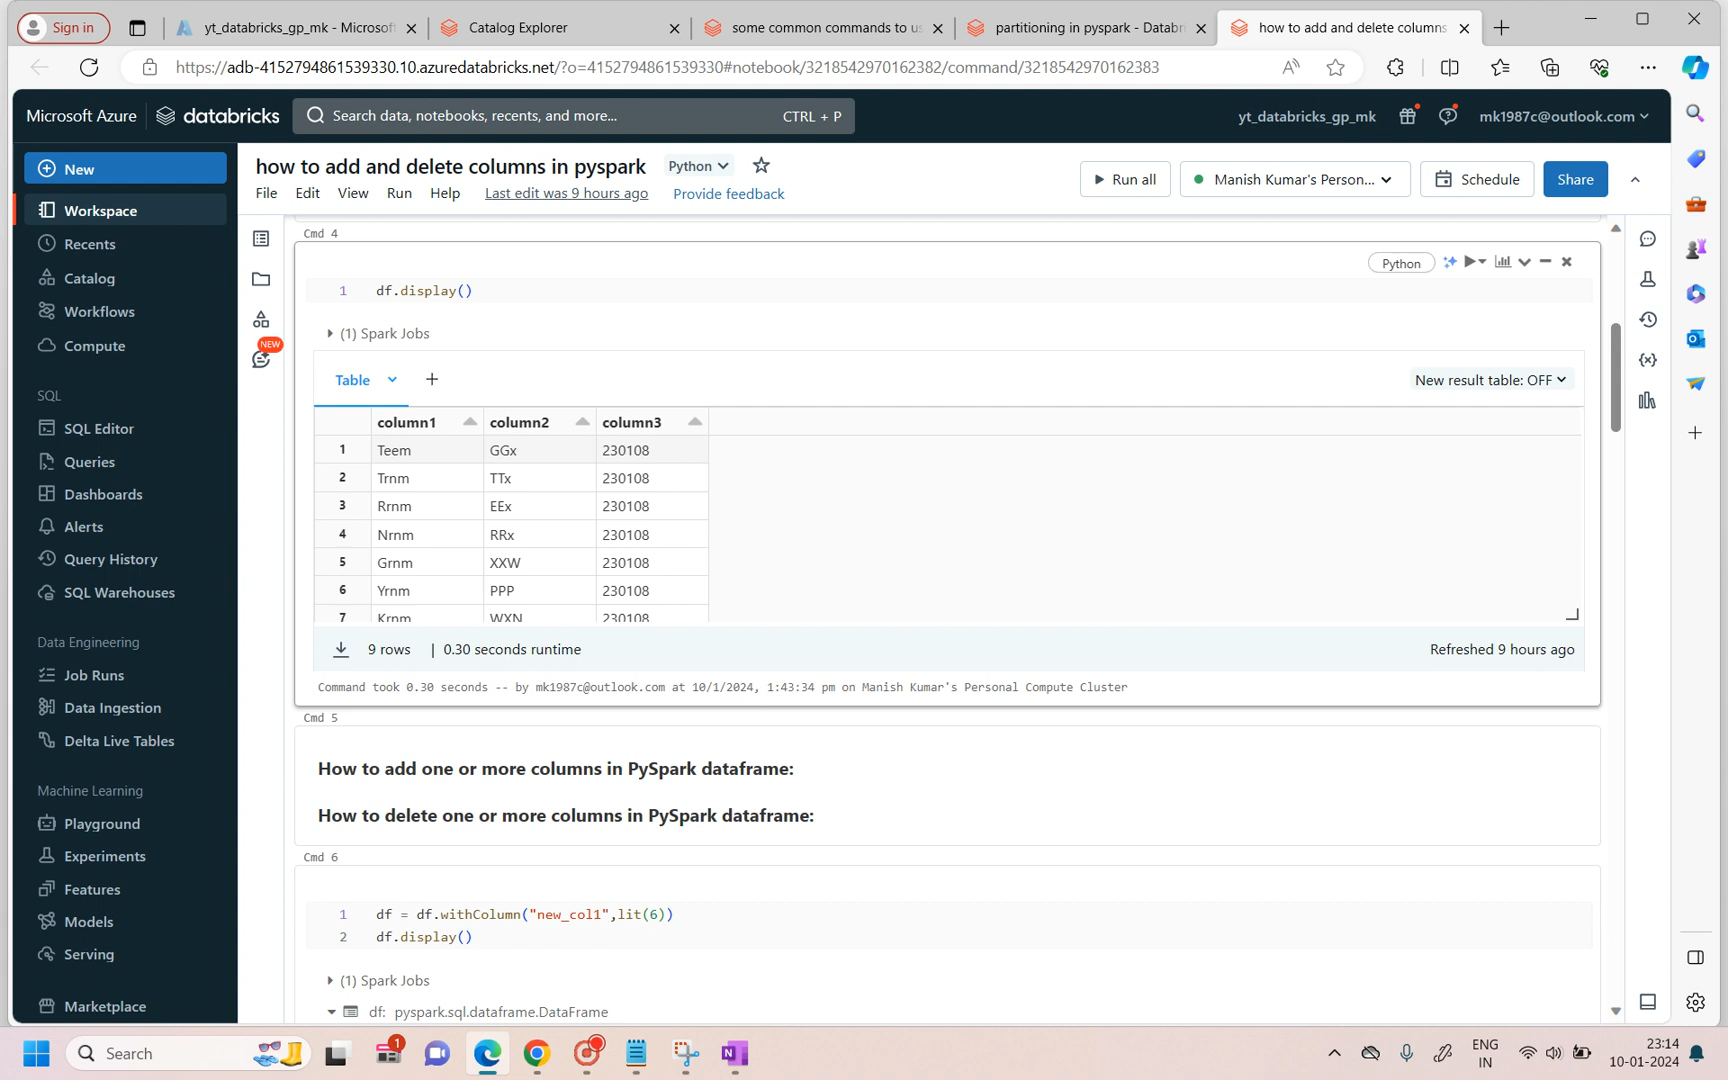 Sign in
yt_databricks_gp_mk - Microsof
Catalog Explorer
some common commands to us
partitioning in pyspark - Databr
how to add and delete columns
https://adb-4152794861539330.10.azuredatabricks.net/?o=4152794861539330#notebook/3218542970162382/command/3218542970162383
Microsoft Azure
databricks
Search data, notebooks, recents, and more...
CTRL + P
yt_databricks_gp_mk
mk1987c@outlook.com
New
Workspace
Recents
Catalog
Workflows
Compute
SQL
SQL Editor
Queries
Dashboards
Alerts
Query History
SQL Warehouses
Data Engineering
Job Runs
Data Ingestion
Delta Live Tables
Machine Learning
Playground
Experiments
Features
Models
Serving
Marketplace
how to add and delete columns in pyspark
Python
File Edit View Run Help Last edit was 9 hours ago Provide feedback
Run all
Manish Kumar's Person...
Schedule
Share
NEW
Cmd 4
Python
1 df.display()
(1) Spark Jobs
Table
+
New result table: OFF
column1 column2 column3
1 Teem GGx 230108
2 Trnm TTx 230108
3 Rrnm EEx 230108
4 Nrnm RRx 230108
5 Grnm XXW 230108
6 Yrnm PPP 230108
7 Krnm WXN 230108
9 rows | 0.30 seconds runtime
Refreshed 9 hours ago
Command took 0.30 seconds -- by mk1987c@outlook.com at 10/1/2024, 1:43:34 pm on Manish Kumar's Personal Compute Cluster
Cmd 5
How to add one or more columns in PySpark dataframe:
How to delete one or more columns in PySpark dataframe:
Cmd 6
1 df = df.withColumn("new_col1",lit(6))
2 df.display()
(1) Spark Jobs
df: pyspark.sql.dataframe.DataFrame
Search
1
ENG
IN
23:14
10-01-2024